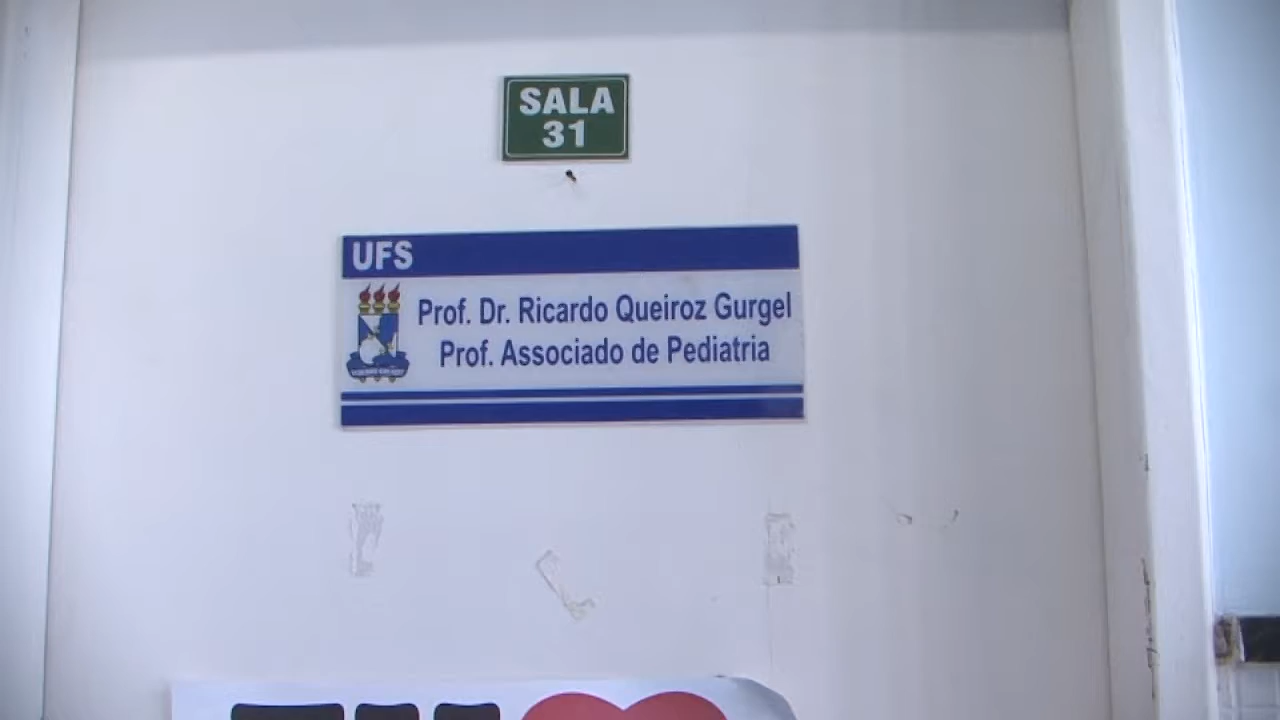 SALA
31
UFS
Prof. Dr. Ricardo Queiroz Gurgel
Prof. Associado de Pediatria